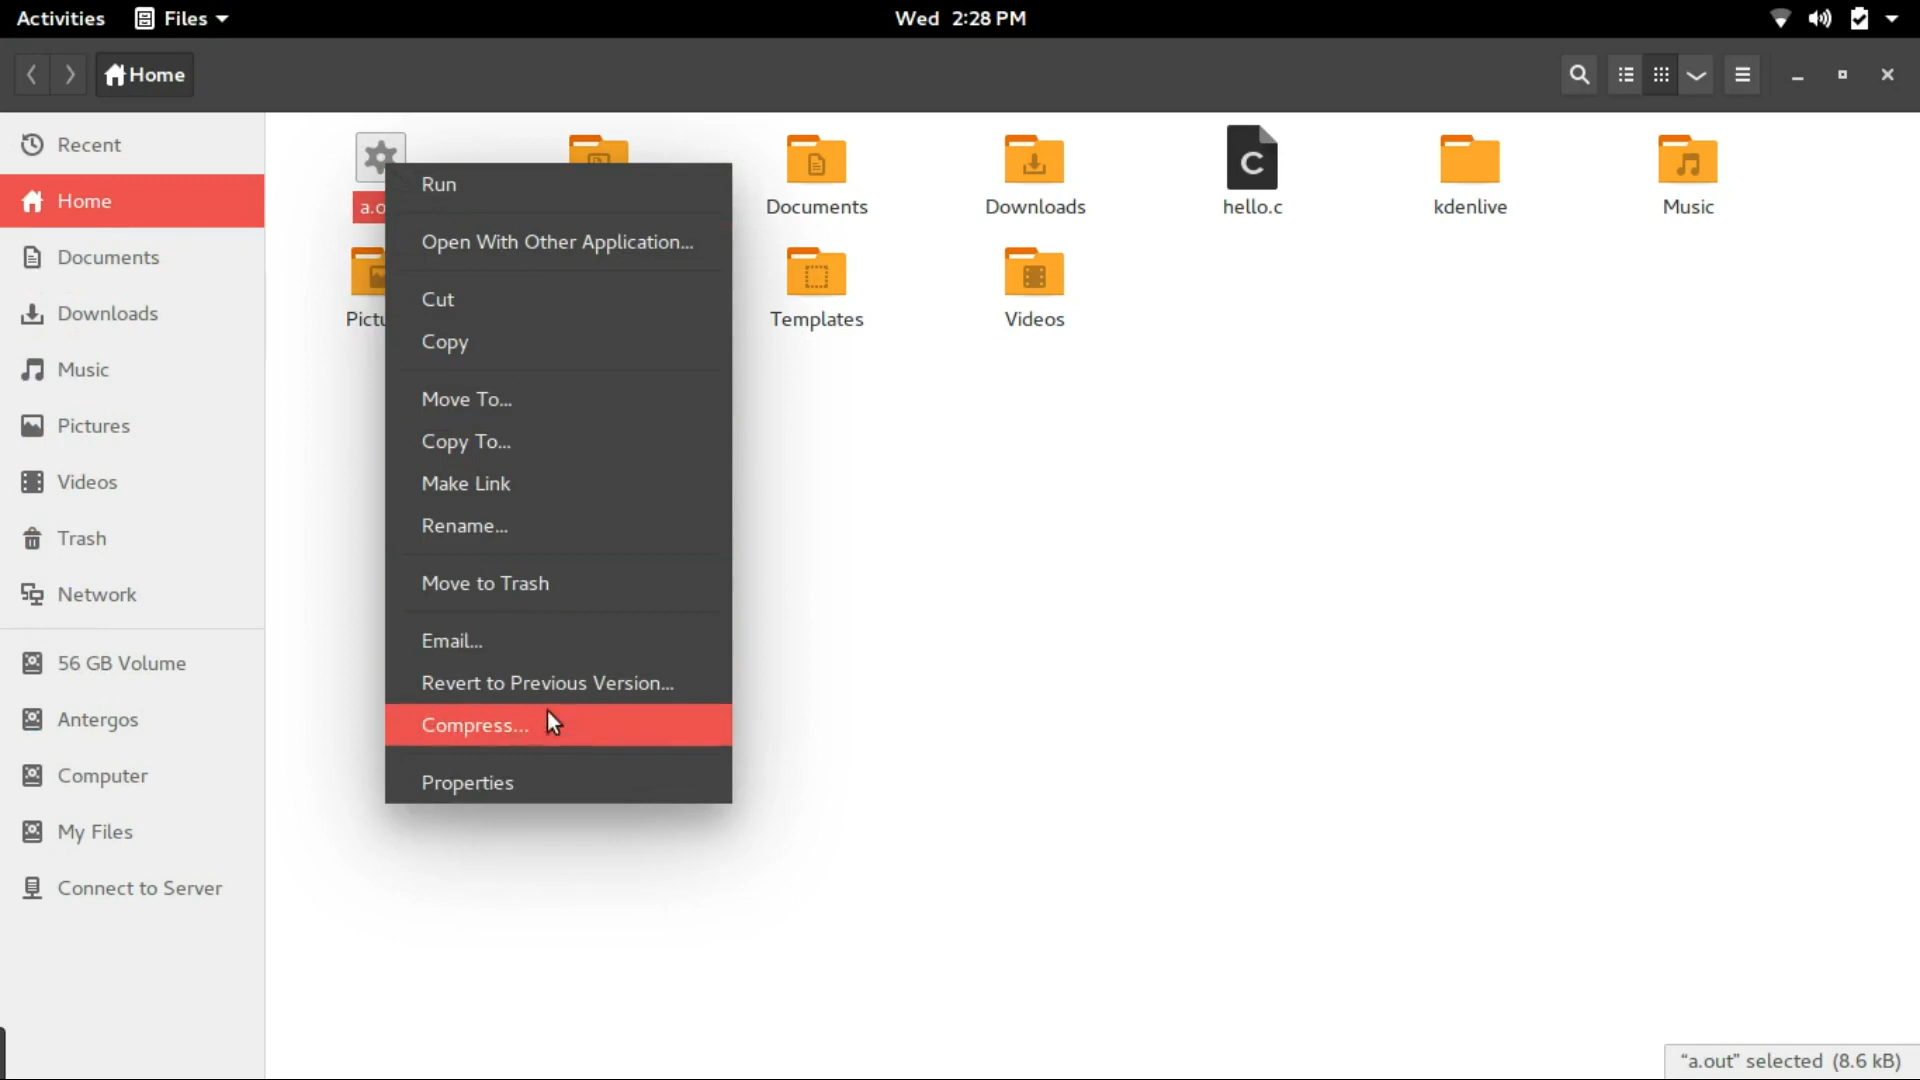 Activities Files Wed 2:28 PM
Home
Recent
Home
Documents
Downloads
Music
Pictures
Videos
Trash
Network
56 GB Volume
Antergos
Computer
My Files
Connect to Server
a.o
Documents
Downloads
C
hello.c
kdenlive
Music
Pictu
Templates
Videos
Run
Open With Other Application...
Cut
Copy
Move To...
Copy To...
Make Link
Rename...
Move to Trash
Email...
Revert to Previous Version...
Compress...
Properties
"a.out" selected (8.6 kB)